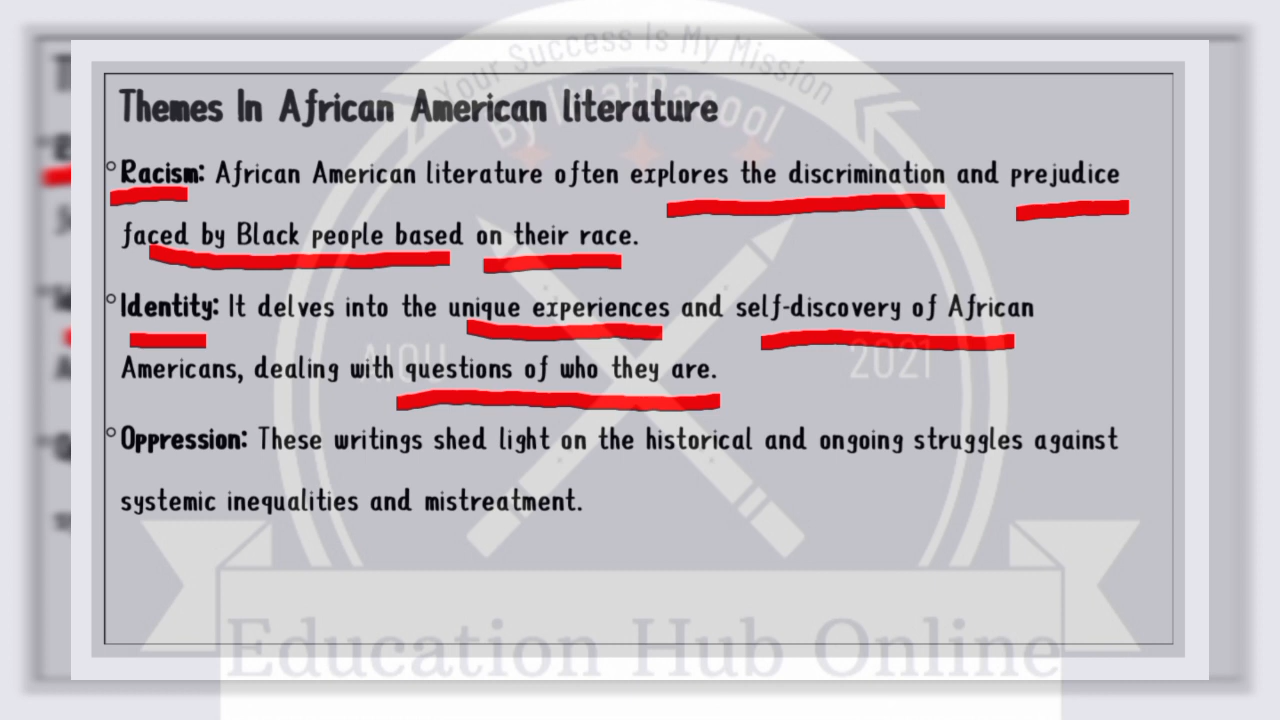 Your Success Is My Mission
Themes In African American literature
Racism: African American literature often explores the discrimination and prejudice
faced by Black people based on their race.
Identity: It delves into the unique experiences and self-discovery of African
AIOU 2021
Americans, dealing with questions of who they are.
Oppression: These writings shed light on the historical and ongoing struggles against
systemic inequalities and mistreatment.
Education Hub Online